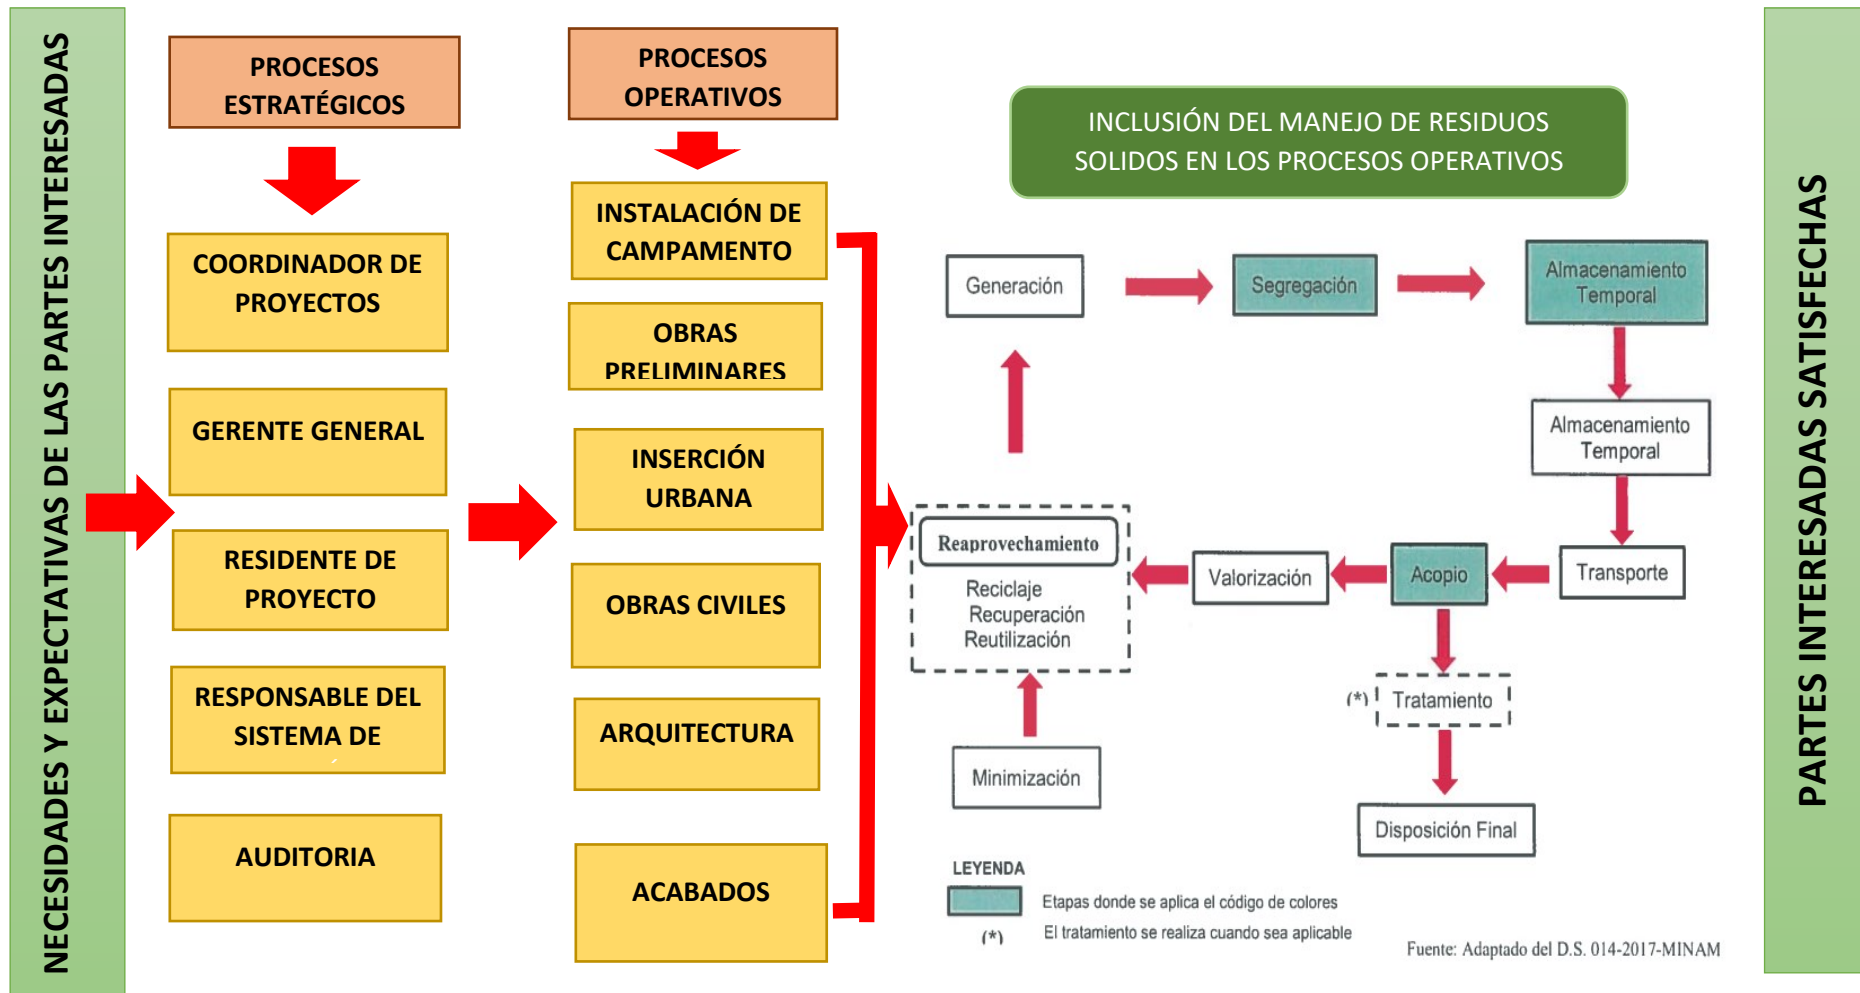 NECESIDADES Y EXPECTATIVAS DE LAS PARTES INTERESADAS
PROCESOS
ESTRATÉGICOS
COORDINADOR DE
PROYECTOS
GERENTE GENERAL
RESIDENTE DE
PROYECTO
RESPONSABLE DEL
SISTEMA DE
AUDITORIA
PROCESOS
OPERATIVOS
INSTALACIÓN DE
CAMPAMENTO
OBRAS
PRELIMINARES
INSERCIÓN
URBANA
OBRAS CIVILES
ARQUITECTURA
ACABADOS
INCLUSIÓN DEL MANEJO DE RESIDUOS
SOLIDOS EN LOS PROCESOS OPERATIVOS
Generación
Segregación
Almacenamiento
Temporal
Almacenamiento
Temporal
Transporte
Acopio
Valorización
Reaprovechamiento
Reciclaje
Recuperación
Reutilización
Minimización
(*)
Tratamiento
Disposición Final
LEYENDA
Etapas donde se aplica el código de colores
(*) El tratamiento se realiza cuando sea aplicable
Fuente: Adaptado del D.S. 014-2017-MINAM
PARTES INTERESADAS SATISFECHAS